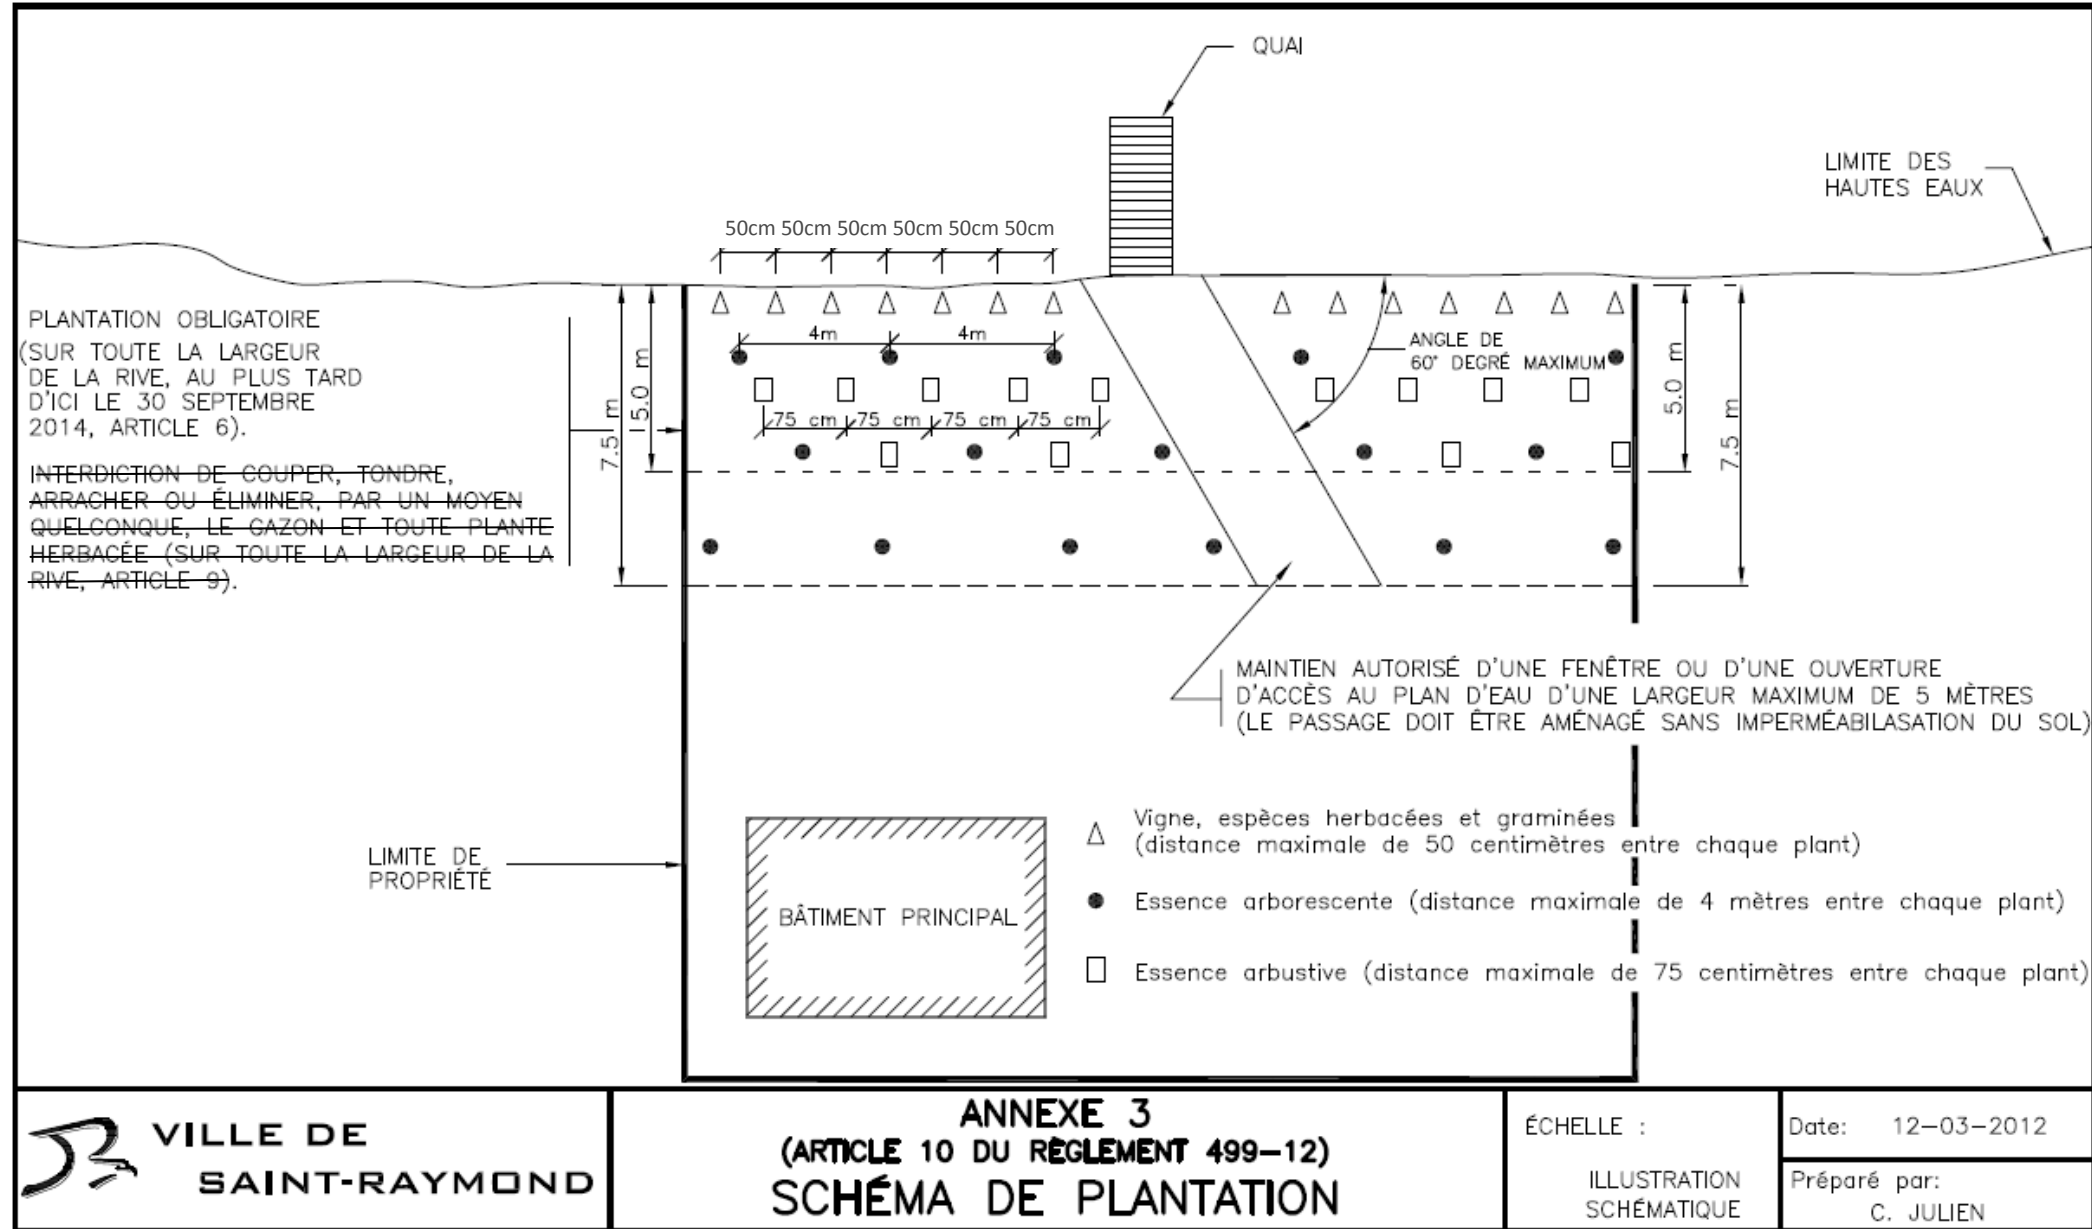 QUAI
LIMITE DES
HAUTES EAUX
50cm 50cm 50cm 50cm 50cm 50cm
PLANTATION OBLIGATOIRE
(SUR TOUTE LA LARGEUR
DE LA RIVE, AU PLUS TARD
D'ICI LE 30 SEPTEMBRE
2014, ARTICLE 6).
INTERDICTION DE COUPER, TONDRE,
ARRACHER OU ÉLIMINER, PAR UN MOYEN
QUELCONQUE, LE GAZON ET TOUTE PLANTE
HERBACÉE (SUR TOUTE LA LARGEUR DE LA
RIVE, ARTICLE 9).
7.5 m
5.0 m
4m 4m
75 cm 75 cm 75 cm 75 cm
ANGLE DE
60° DEGRÉ MAXIMUM
5.0 m
7.5 m
MAINTIEN AUTORISÉ D'UNE FENÊTRE OU D'UNE OUVERTURE
D'ACCÈS AU PLAN D'EAU D'UNE LARGEUR MAXIMUM DE 5 MÈTRES
(LE PASSAGE DOIT ÊTRE AMÉNAGÉ SANS IMPERMÉABILASATION DU SOL)
LIMITE DE
PROPRIÉTÉ
BÂTIMENT PRINCIPAL
Vigne, espèces herbacées et graminées
(distance maximale de 50 centimètres entre chaque plant)
Essence arborescente (distance maximale de 4 mètres entre chaque plant)
Essence arbustive (distance maximale de 75 centimètres entre chaque plant)
VILLE DE
SAINT-RAYMOND
ANNEXE 3
(ARTICLE 10 DU RÈGLEMENT 499-12)
SCHÉMA DE PLANTATION
ÉCHELLE :
ILLUSTRATION
SCHÉMATIQUE
Date: 12-03-2012
Préparé par:
C. JULIEN